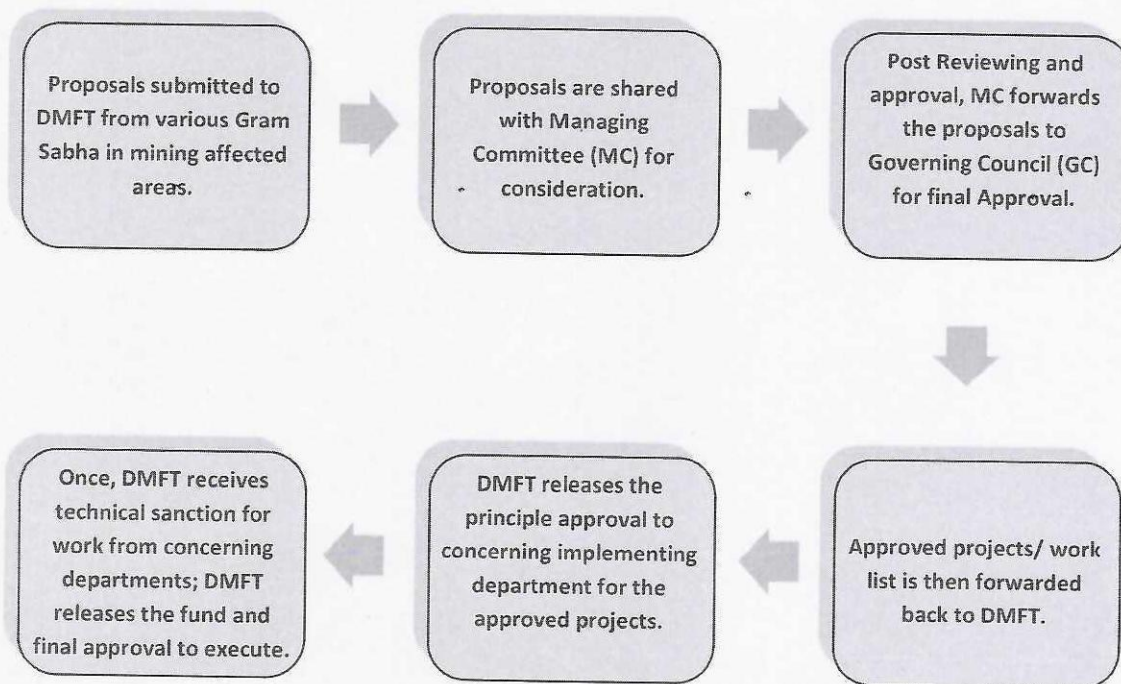 Proposals submitted to
DMFT from various Gram
Sabha in mining affected
areas.
Proposals are shared
with Managing
Committee (MC) for
consideration.
Post Reviewing and
approval, MC forwards
the proposals to
Governing Council (GC)
for final Approval.
Approved projects/ work
list is then forwarded
back to DMFT.
DMFT releases the
principle approval to
concerning implementing
department for the
approved projects.
Once, DMFT receives
technical sanction for
work from concerning
departments; DMFT
releases the fund and
final approval to execute.